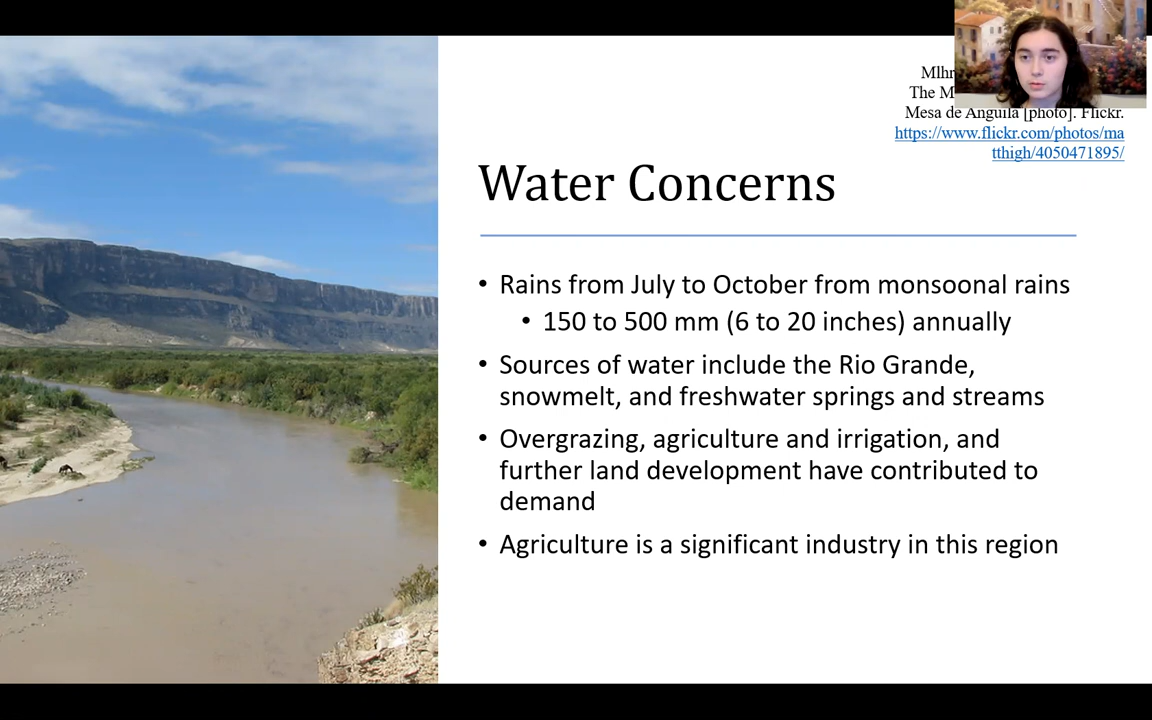 The M
Mesa de Anguila [photo]. Flickr.
https://www.flickr.com/photos/ma
tthigh/4050471895/
Water Concerns
• Rains from July to October from monsoonal rains
• 150 to 500 mm (6 to 20 inches) annually
• Sources of water include the Rio Grande,
snowmelt, and freshwater springs and streams
• Overgrazing, agriculture and irrigation, and
further land development have contributed to
demand
• Agriculture is a significant industry in this region